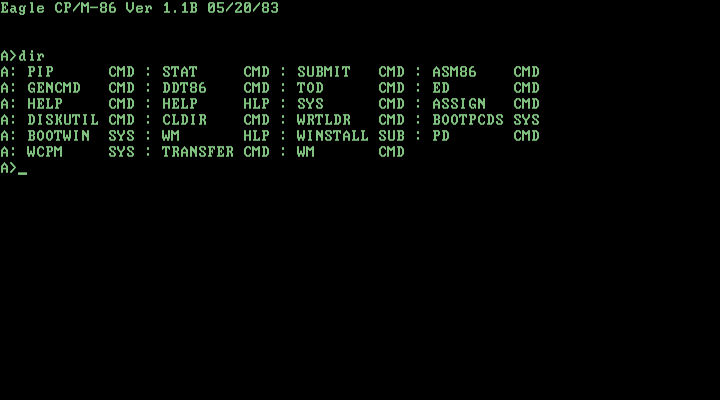 Eagle CP/M-86 Ver 1.1B 05/20/83
A>dir
A: PIP      CMD : STAT     CMD : SUBMIT   CMD : ASM86    CMD
A: GENCMD   CMD : DDT86    CMD : TOD      CMD : ED       CMD
A: HELP     CMD : HELP     HLP : SYS      CMD : ASSIGN   CMD
A: DISKUTIL CMD : CLDIR    CMD : WRTLDR   CMD : BOOTPCDS SYS
A: BOOTWIN  SYS : WM       HLP : WINSTALL SUB : PD       CMD
A: WCPM     SYS : TRANSFER CMD : WM       CMD
A>_